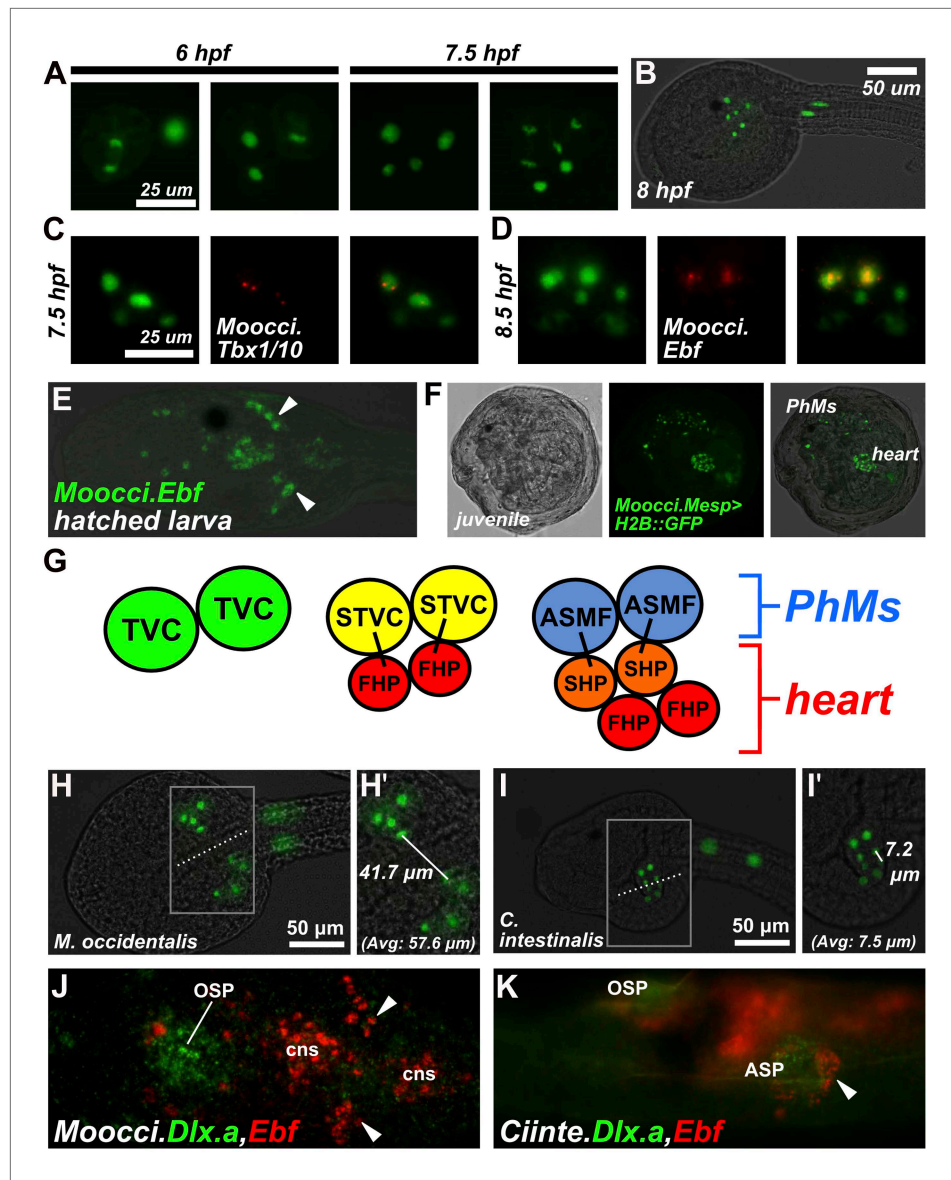 6 hpf
7.5 hpf
A
25 um
B
50 um
8 hpf
C
7.5 hpf
25 um
Moocci.
Tbx1/10
D
8.5 hpf
Moocci.
Ebf
E
Moocci.Ebf
hatched larva
F
juvenile
Moocci.Mesp>
H2B::GFP
PhMs
heart
G
TVC
TVC
STVC
STVC
FHP
FHP
ASMF
ASMF
SHP
SHP
FHP
FHP
PhMs
heart
H
M. occidentalis
50 µm
H'
41.7 µm
(Avg: 57.6 µm)
I
C.
intestinalis
50 µm
I'
7.2
µm
(Avg: 7.5 µm)
J
OSP
cns
cns
Moocci.Dlx.a,Ebf
K
OSP
ASP
Ciinte.Dlx.a,Ebf